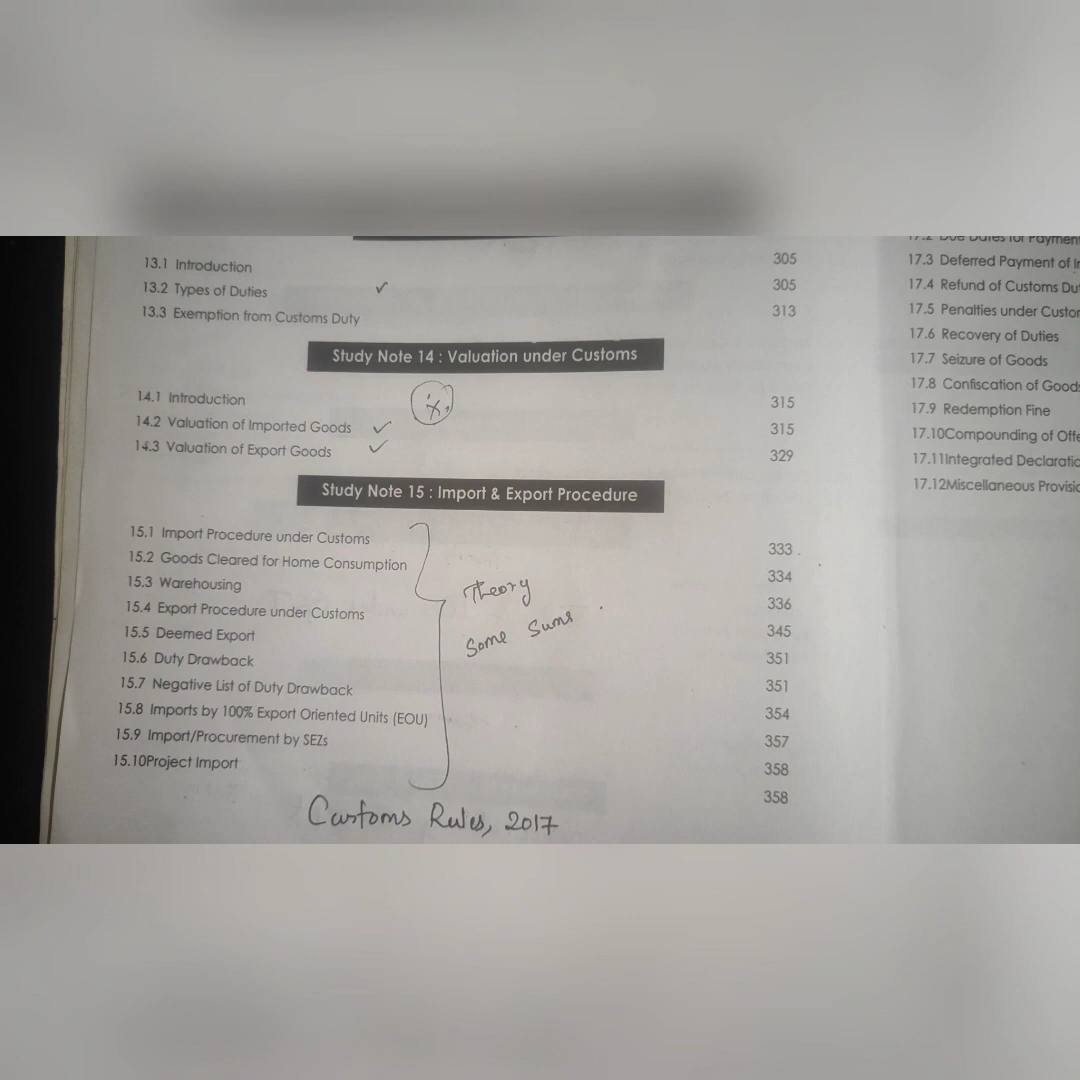 13.1 Introduction 305
13.2 Types of Duties ✓ 305
13.3 Exemption from Customs Duty 313
Study Note 14 : Valuation under Customs
14.1 Introduction 315
14.2 Valuation of Imported Goods ✓ 315
14.3 Valuation of Export Goods ✓ 329
Study Note 15 : Import & Export Procedure
15.1 Import Procedure under Customs 333
15.2 Goods Cleared for Home Consumption 334
15.3 Warehousing 336
15.4 Export Procedure under Customs 345
15.5 Deemed Export 351
15.6 Duty Drawback 351
15.7 Negative List of Duty Drawback 354
15.8 Imports by 100% Export Oriented Units (EOU) 357
15.9 Import/Procurement by SEZs 358
15.10Project Import 358
Theory
Some Sums
Customs Rules, 2017
17.2 Due Dates for Payment
17.3 Deferred Payment of
17.4 Refund of Customs
17.5 Penalties under
17.6 Recovery of Duties
17.7 Seizure of Goods
17.8 Confiscation of Goods
17.9 Redemption Fine
17.10Compounding of
17.11Integrated
17.12Miscellaneous